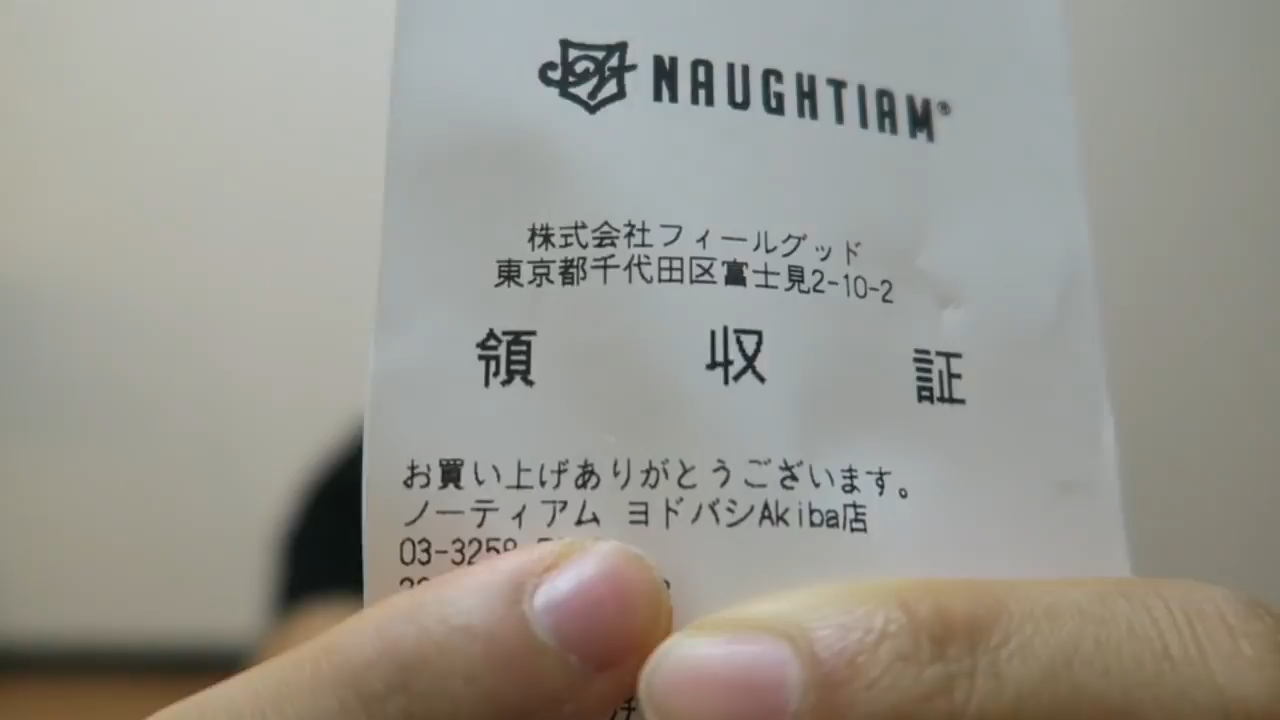 NAUGHTIAM®
株式会社フィールグッド
東京都千代田区富士見2-10-2
領 収 証
お買い上げありがとうございます。
ノーティアム ヨドバシAkiba店
03-3258